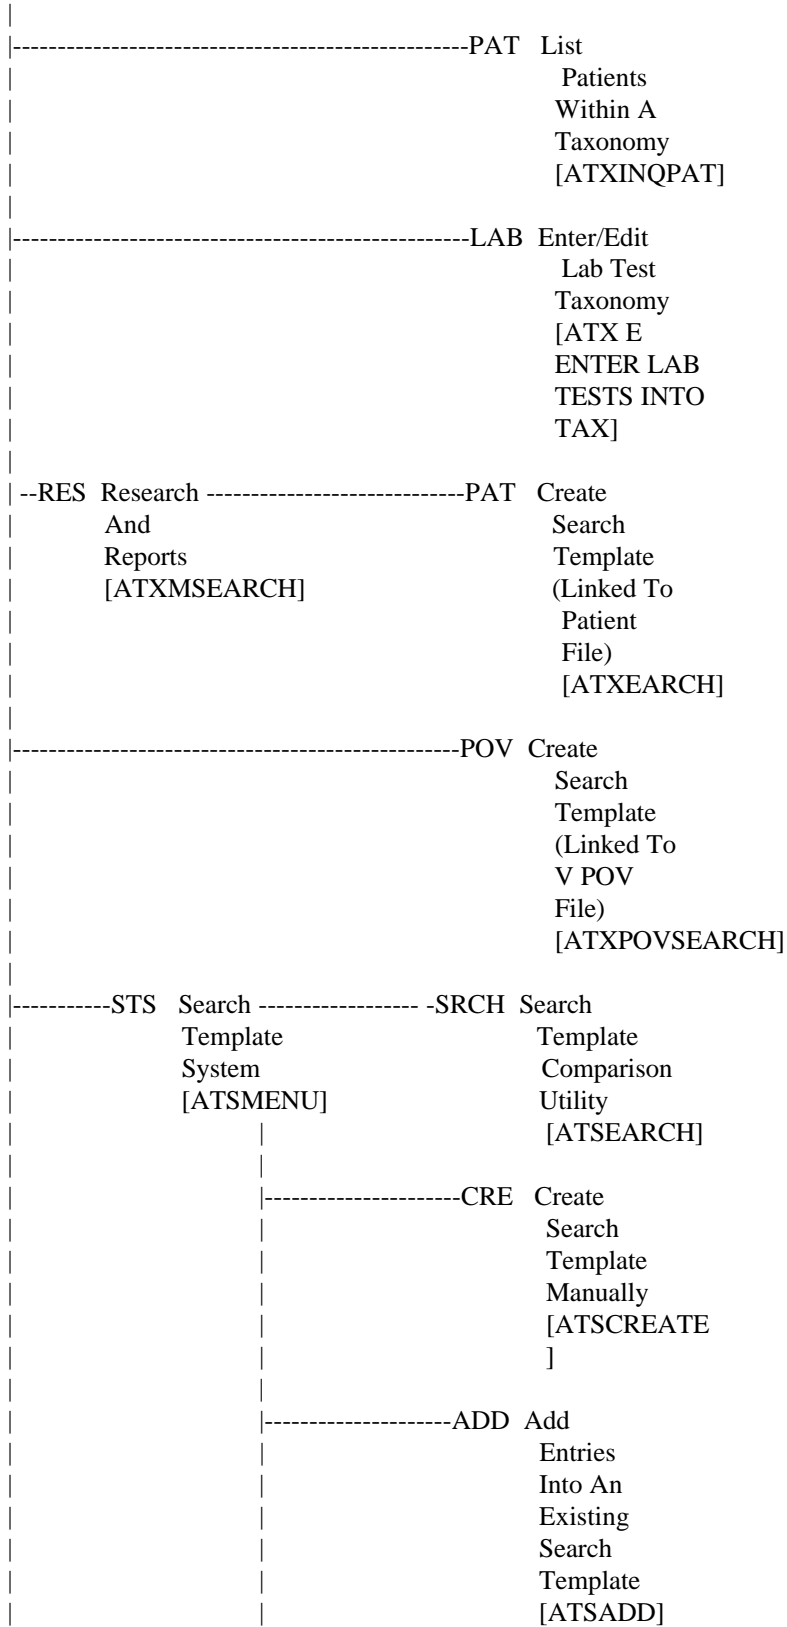 |
|---------------------------------------------------PAT List
| Patients
| Within A
| Taxonomy
| [ATXINQPAT]
|
|---------------------------------------------------LAB Enter/Edit
| Lab Test
| Taxonomy
| [ATX E
| ENTER LAB
| TESTS INTO
| TAX]
|
| --RES Research -----------------------------PAT Create
| And Search
| Reports Template
| [ATXMSEARCH] (Linked To
| Patient
| File)
| [ATXEARCH]
|
|--------------------------------------------------POV Create
| Search
| Template
| (Linked To
| V POV
| File)
| [ATXPOVSEARCH]
|
|-----------STS Search ------------------ -SRCH Search
| Template Template
| System Comparison
| [ATSMENU] Utility
| | [ATSEARCH]
| |
| |----------------------CRE Create
| | Search
| | Template
| | Manually
| | [ATSCREATE
| | ]
| |
| |---------------------ADD Add
| | Entries
| | Into An
| | Existing
| | Search
| | Template
| | [ATSADD]